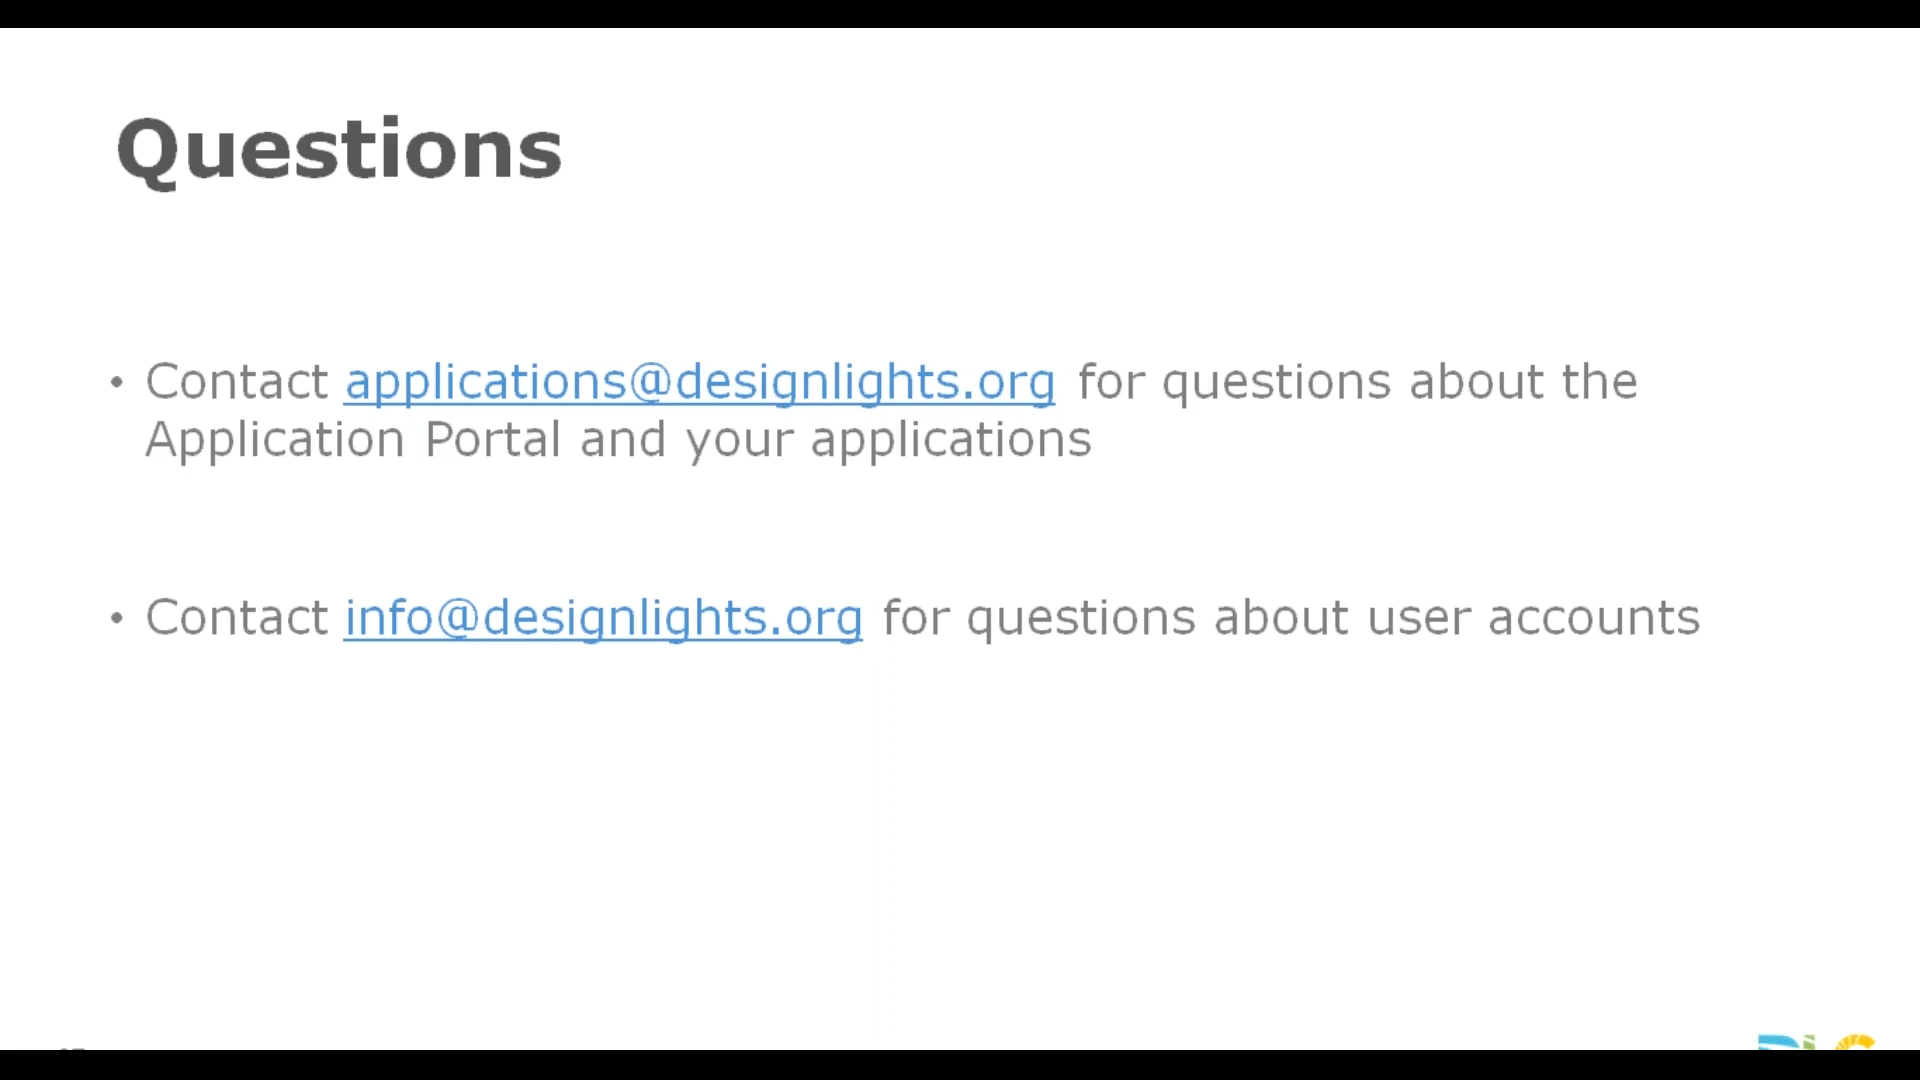 Questions
• Contact applications@designlights.org for questions about the
Application Portal and your applications
• Contact info@designlights.org for questions about user accounts